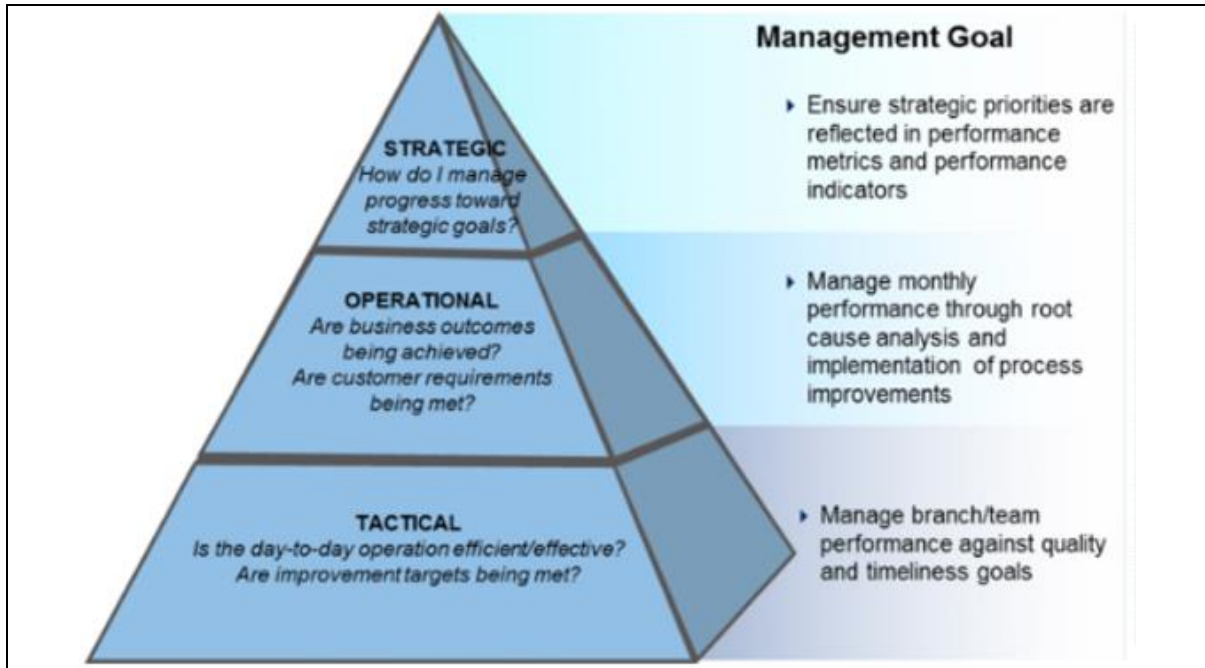 Management Goal
STRATEGIC
How do I manage
progress toward
strategic goals?
Ensure strategic priorities are
reflected in performance
metrics and performance
indicators
OPERATIONAL
Are business outcomes
being achieved?
Are customer requirements
being met?
Manage monthly
performance through root
cause analysis and
implementation of process
improvements
TACTICAL
Is the day-to-day operation efficient/effective?
Are improvement targets being met?
Manage branch/team
performance against quality
and timeliness goals